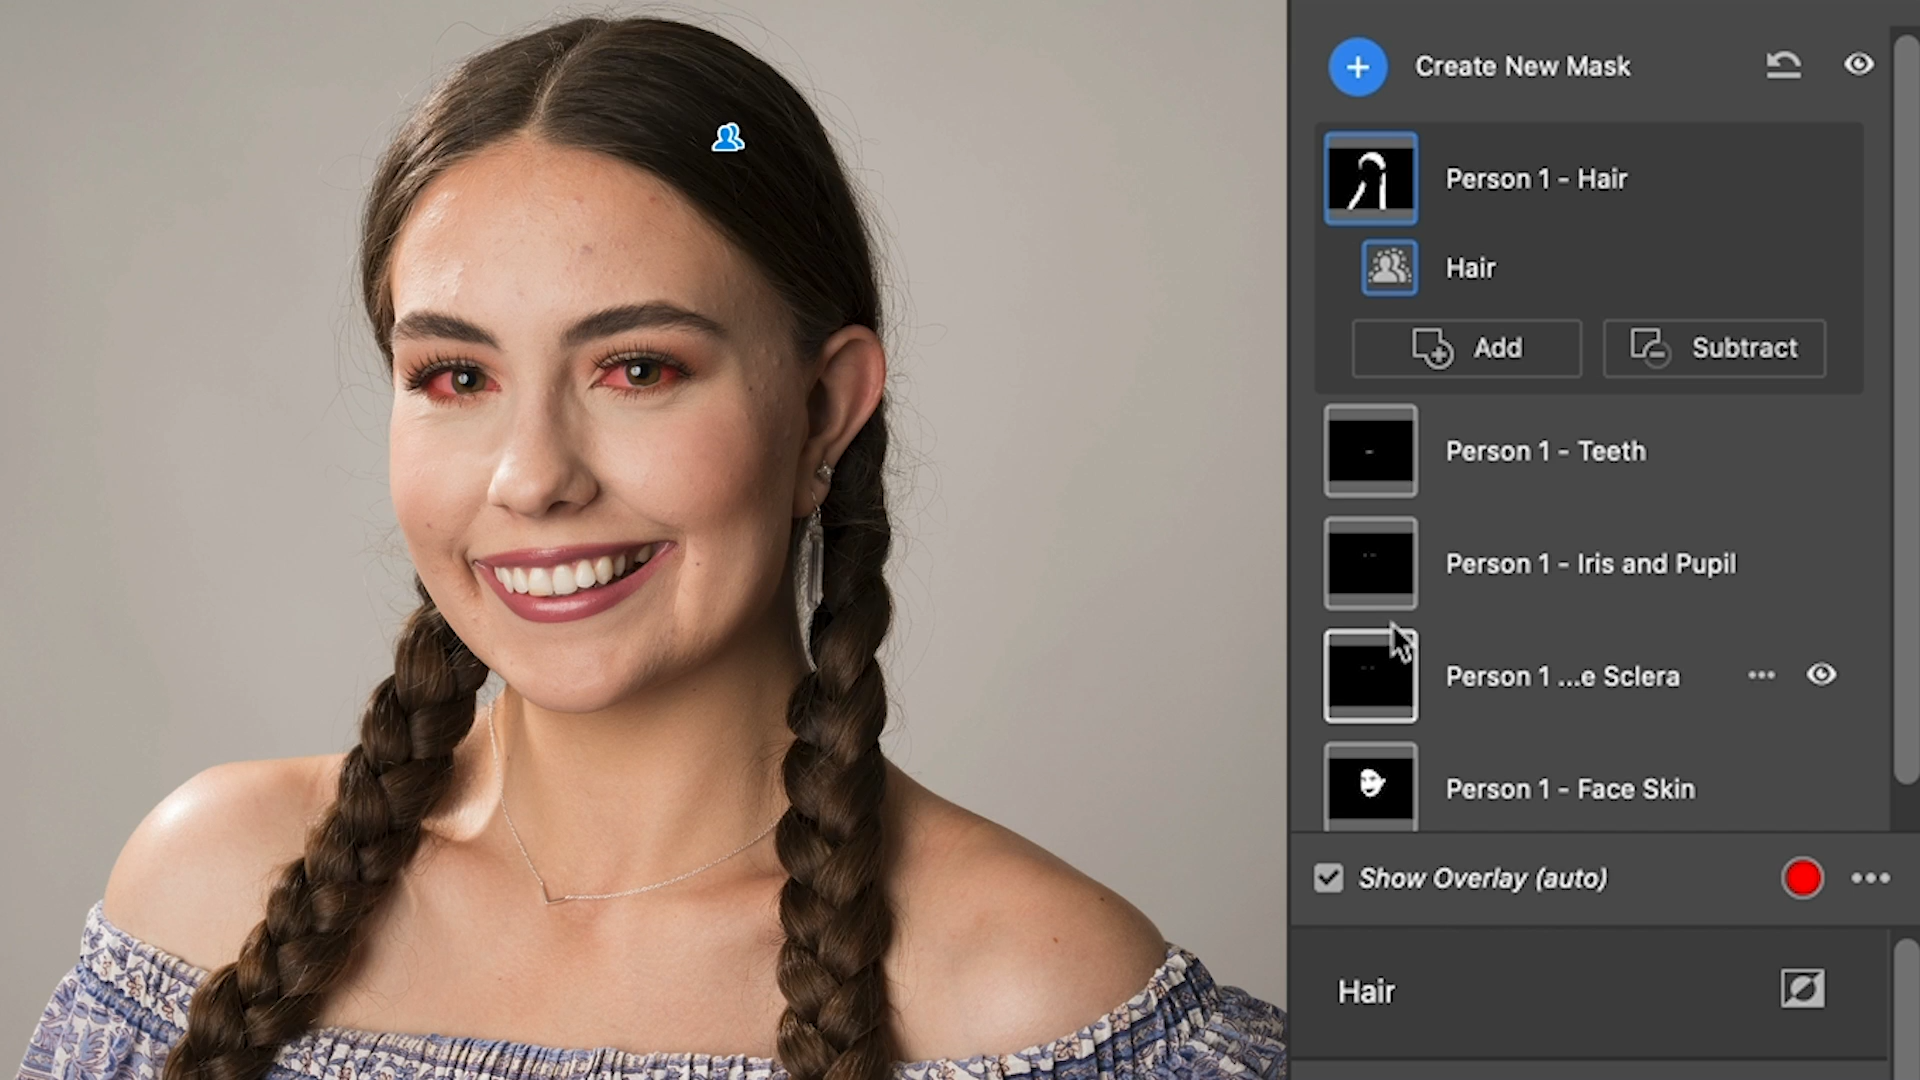 Create New Mask
Person 1 - Hair
Hair
Add
Subtract
Person 1 - Teeth
Person 1 - Iris and Pupil
Person 1 ...e Sclera
Person 1 - Face Skin
Show Overlay (auto)
Hair